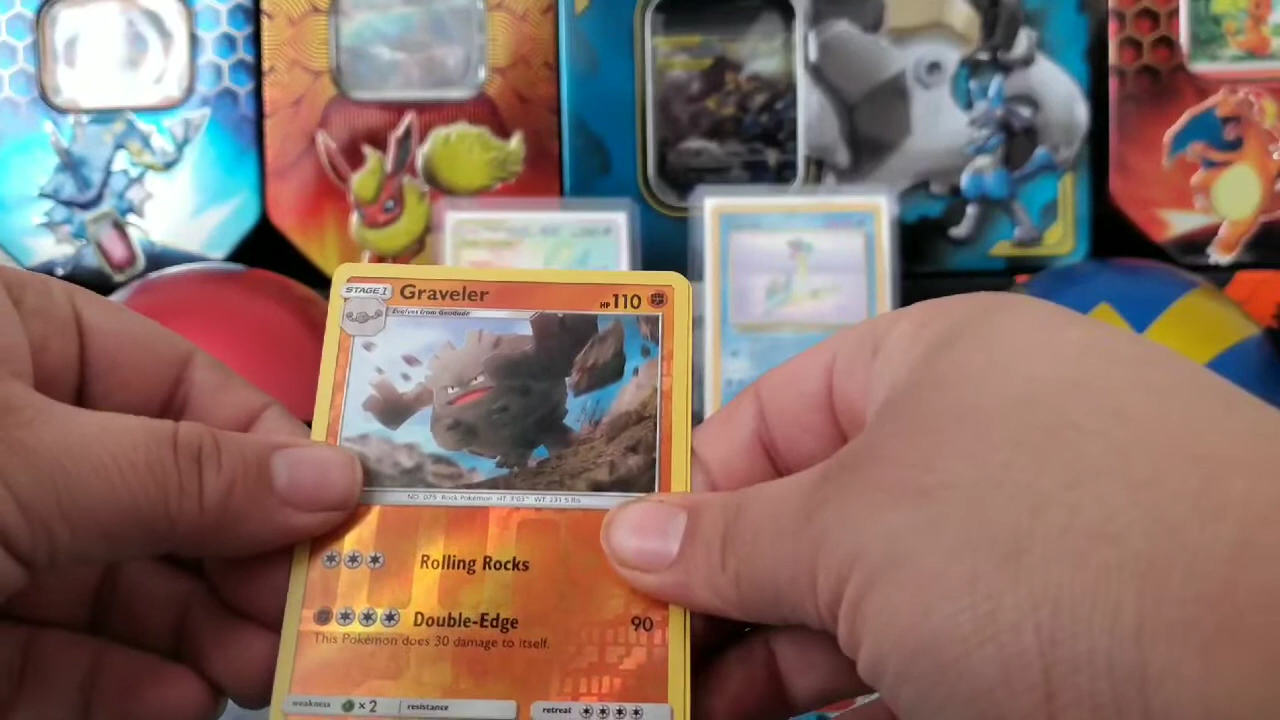 STAGE 1 Graveler HP 110
Evolves from Geodude
NO. 075 Rock Pokémon HT: 3'03" WT: 231.5 lbs
Rolling Rocks
Double-Edge 90
This Pokémon does 30 damage to itself.
weakness ×2 resistance retreat